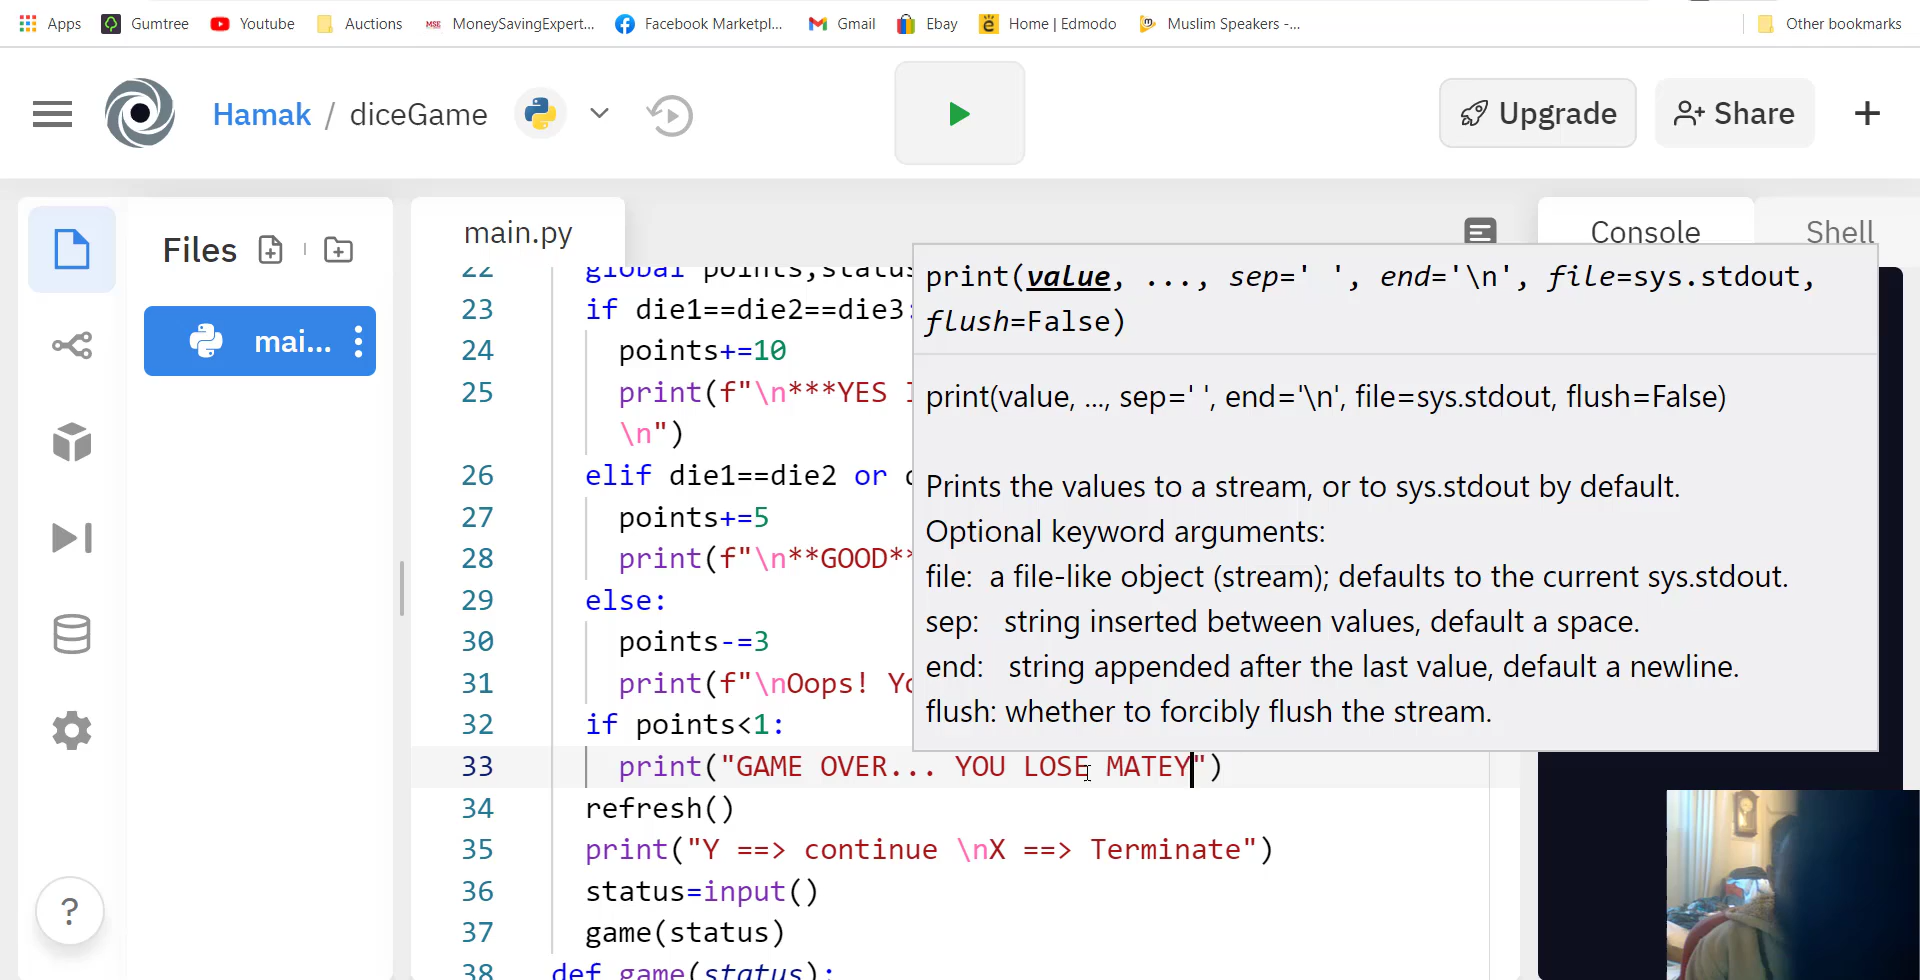 Apps Gumtree Youtube Auctions MSE MoneySavingExpert... Facebook Marketpl... Gmail Ebay Home | Edmodo Muslim Speakers -... Other bookmarks
Hamak / diceGame Upgrade Share +
Files main.py Console Shell
mai...
22 global points,status
23 if die1==die2==die3:
24 points+=10
25 print(f"\n***YES
\n")
26 elif die1==die2 or
27 points+=5
28 print(f"\n**GOOD**
29 else:
30 points-=3
31 print(f"\nOops!
32 if points<1:
33 print("GAME OVER... YOU LOSE MATEY")
34 refresh()
35 print("Y ==> continue \nX ==> Terminate")
36 status=input()
37 game(status)
38 def game(status):
print(value, ..., sep=' ', end='\n', file=sys.stdout,
flush=False)
print(value, ..., sep=' ', end='\n', file=sys.stdout, flush=False)
Prints the values to a stream, or to sys.stdout by default.
Optional keyword arguments:
file: a file-like object (stream); defaults to the current sys.stdout.
sep: string inserted between values, default a space.
end: string appended after the last value, default a newline.
flush: whether to forcibly flush the stream.
?